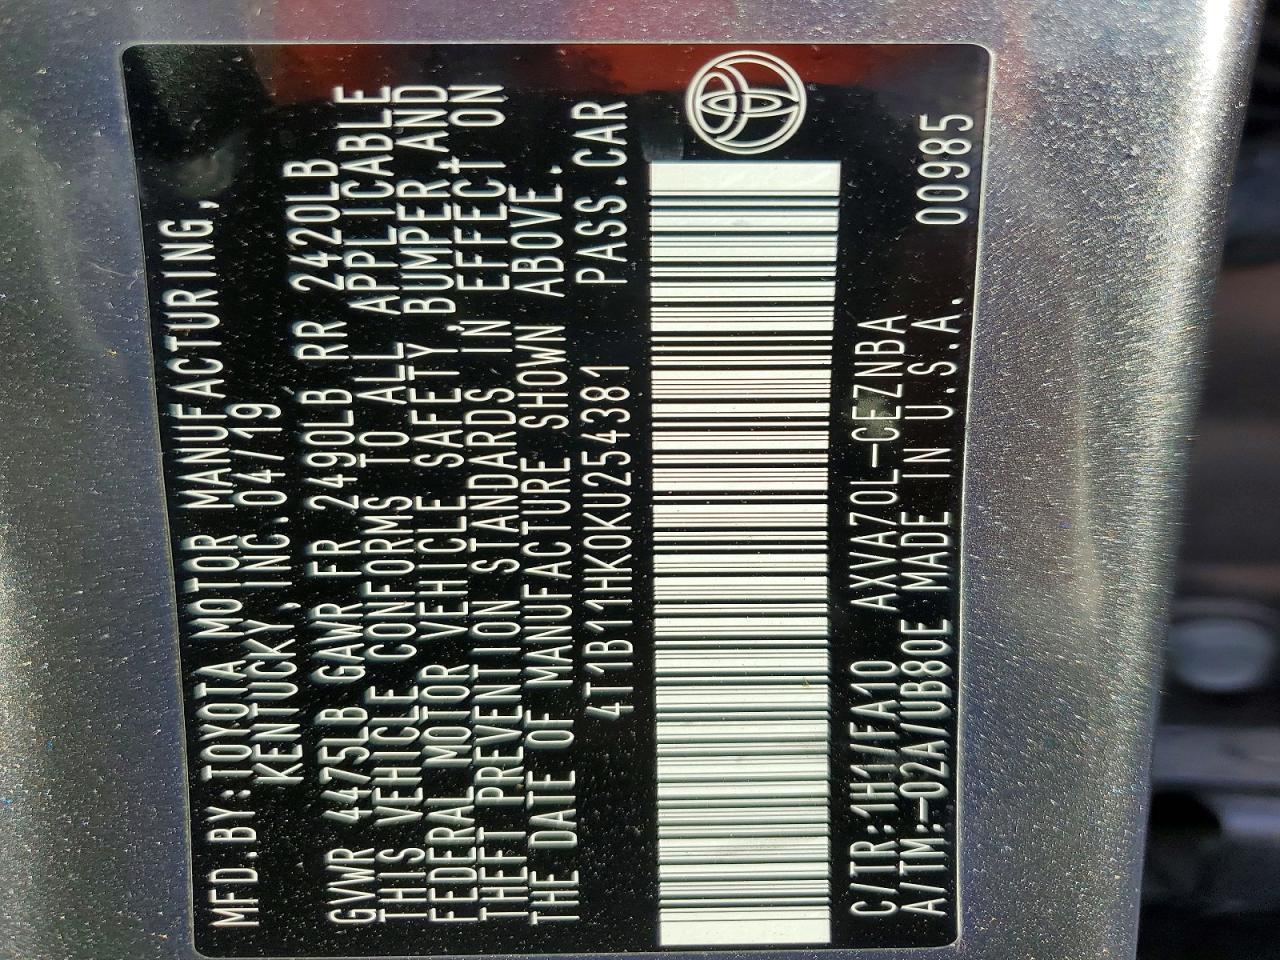 MFD.BY:TOYOTA MOTOR MANUFACTURING,
KENTUCKY, INC. 04/19
GVWR 4475LB GAWR FR 2490LB RR 2420LB
THIS VEHICLE CONFORMS TO ALL APPLICABLE
FEDERAL MOTOR VEHICLE SAFETY, BUMPER, AND
THEFT PREVENTION STANDARDS IN EFFECT ON
THE DATE OF MANUFACTURE SHOWN ABOVE.
4T1B11HK0KU254381 PASS.CAR
C/TR:1H1/FA10 AXVA70L-CEZNBA
A/TM:-02A/UB80E MADE IN U.S.A. 00985